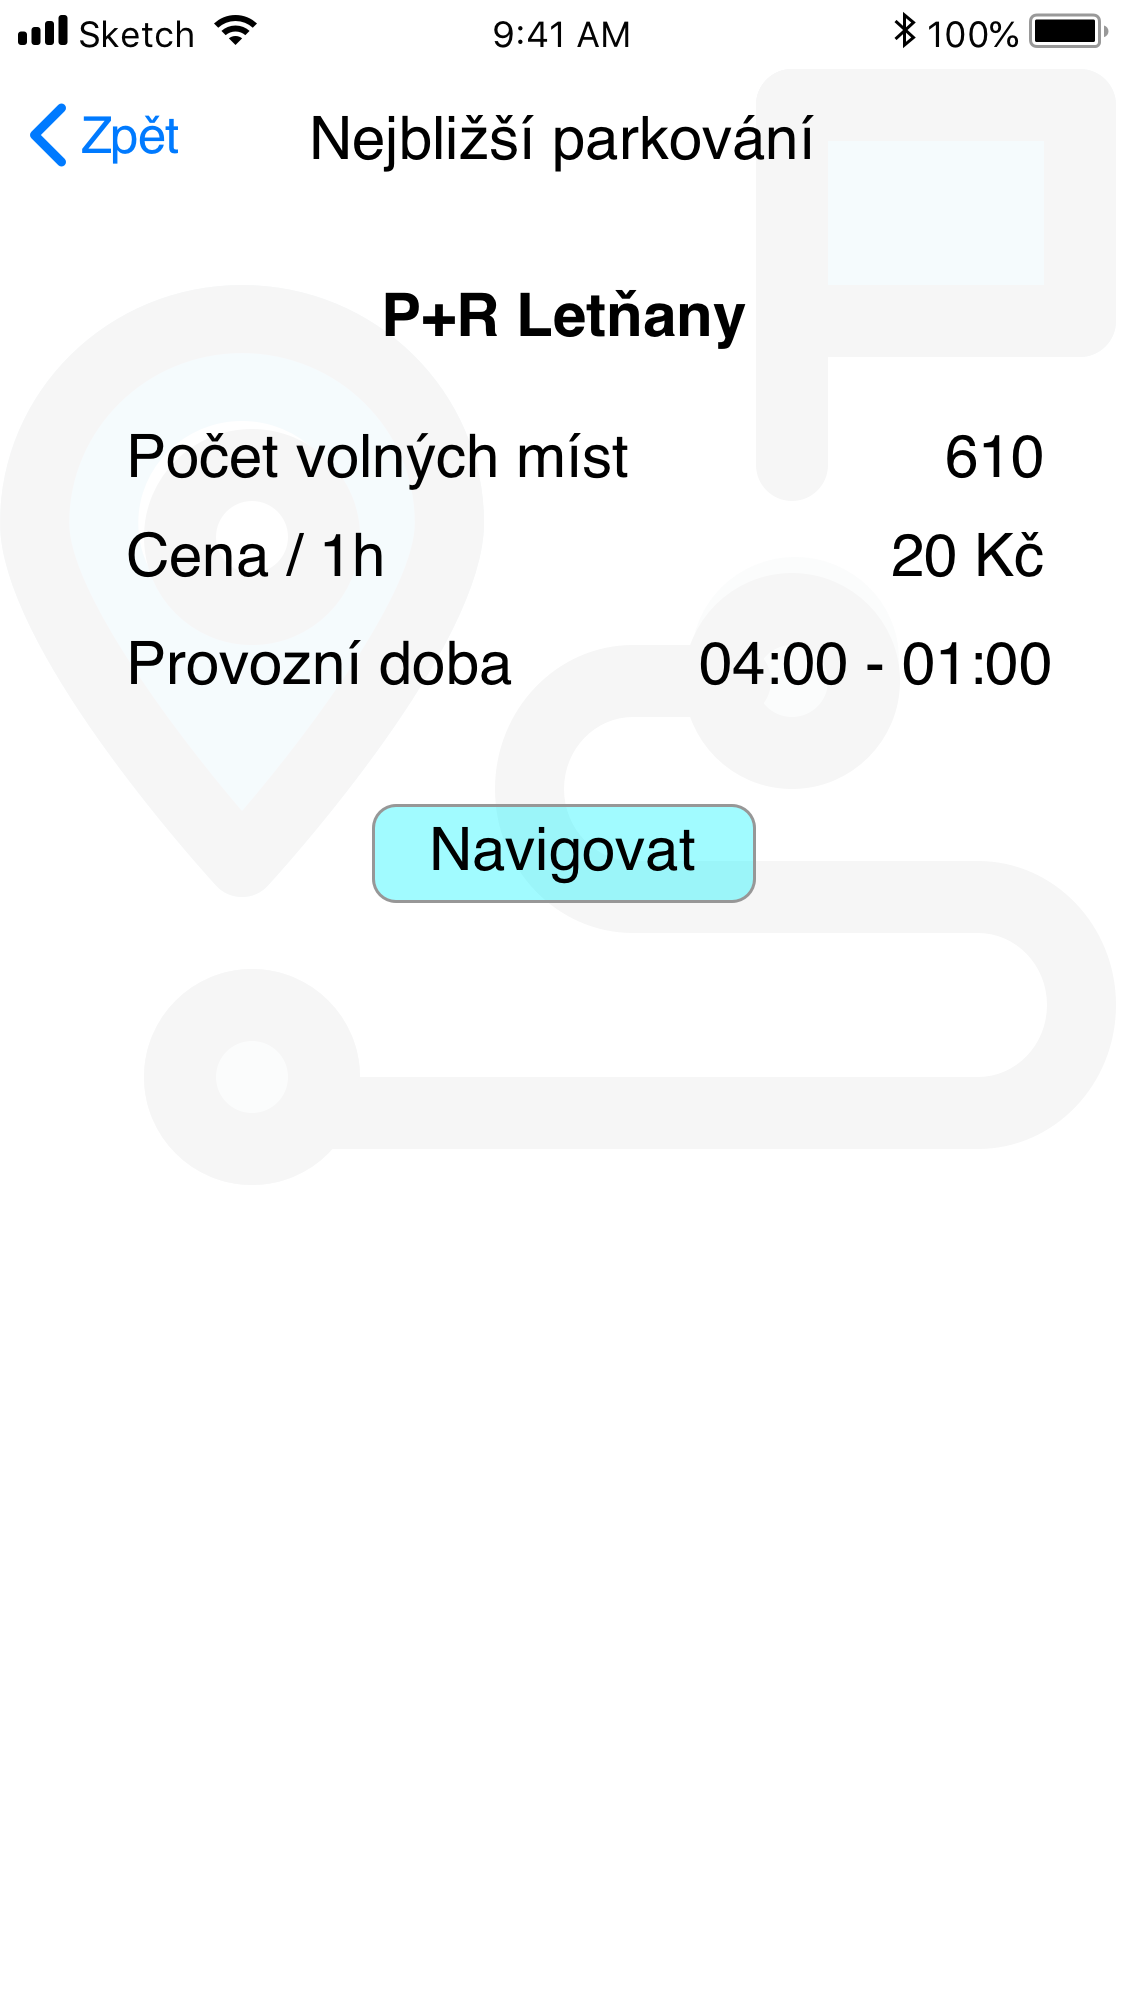 Sketch 9:41 AM 100%
Zpět Nejbližší parkování
P+R Letňany
Počet volných míst 610
Cena / 1h 20 Kč
Provozní doba 04:00 - 01:00
Navigovat